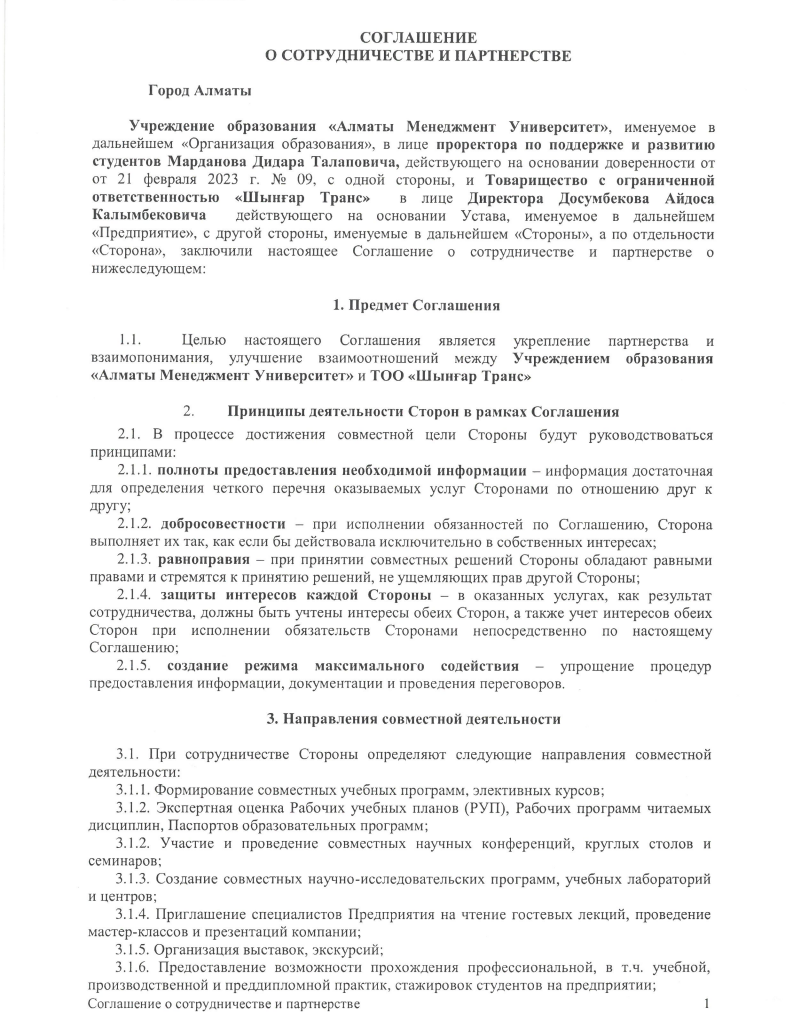 СОГЛАШЕНИЕ
О СОТРУДНИЧЕСТВЕ И ПАРТНЕРСТВЕ
Город Алматы
Учреждение образования «Алматы Менеджмент Университет», именуемое в
дальнейшем «Организация образования», в лице проректора по поддержке и развитию
студентов Марданова Дидара Талаповича, действующего на основании доверенности от
от 21 февраля 2023 г. № 09, с одной стороны, и Товарищество с ограниченной
ответственностью «Шынғар Транс» в лице Директора Досумбекова Айдоса
Калымбековича действующего на основании Устава, именуемое в дальнейшем
«Предприятие», с другой стороны, именуемые в дальнейшем «Стороны», а по отдельности
«Сторона», заключили настоящее Соглашение о сотрудничестве и партнерстве о
нижеследующем:
1. Предмет Соглашения
1.1. Целью настоящего Соглашения является укрепление партнерства и
взаимопонимания, улучшение взаимоотношений между Учреждением образования
«Алматы Менеджмент Университет» и ТОО «Шынғар Транс»
2. Принципы деятельности Сторон в рамках Соглашения
2.1. В процессе достижения совместной цели Стороны будут руководствоваться
принципами:
2.1.1. полноты предоставления необходимой информации – информация достаточная
для определения четкого перечня оказываемых услуг Сторонами по отношению друг к
другу;
2.1.2. добросовестности – при исполнении обязанностей по Соглашению, Сторона
выполняет их так, как если бы действовала исключительно в собственных интересах;
2.1.3. равноправия – при принятии совместных решений Стороны обладают равными
правами и стремятся к принятию решений, не ущемляющих прав другой Стороны;
2.1.4. защиты интересов каждой Стороны – в оказанных услугах, как результат
сотрудничества, должны быть учтены интересы обеих Сторон, а также учет интересов обеих
Сторон при исполнении обязательств Сторонами непосредственно по настоящему
Соглашению;
2.1.5. создание режима максимального содействия – упрощение процедур
предоставления информации, документации и проведения переговоров.
3. Направления совместной деятельности
3.1. При сотрудничестве Стороны определяют следующие направления совместной
деятельности:
3.1.1. Формирование совместных учебных программ, элективных курсов;
3.1.2. Экспертная оценка Рабочих учебных планов (РУП), Рабочих программ читаемых
дисциплин, Паспортов образовательных программ;
3.1.2. Участие и проведение совместных научных конференций, круглых столов и
семинаров;
3.1.3. Создание совместных научно-исследовательских программ, учебных лабораторий
и центров;
3.1.4. Приглашение специалистов Предприятия на чтение гостевых лекций, проведение
мастер-классов и презентаций компании;
3.1.5. Организация выставок, экскурсий;
3.1.6. Предоставление возможности прохождения профессиональной, в т.ч. учебной,
производственной и преддипломной практик, стажировок студентов на предприятии;
Соглашение о сотрудничестве и партнерстве 1